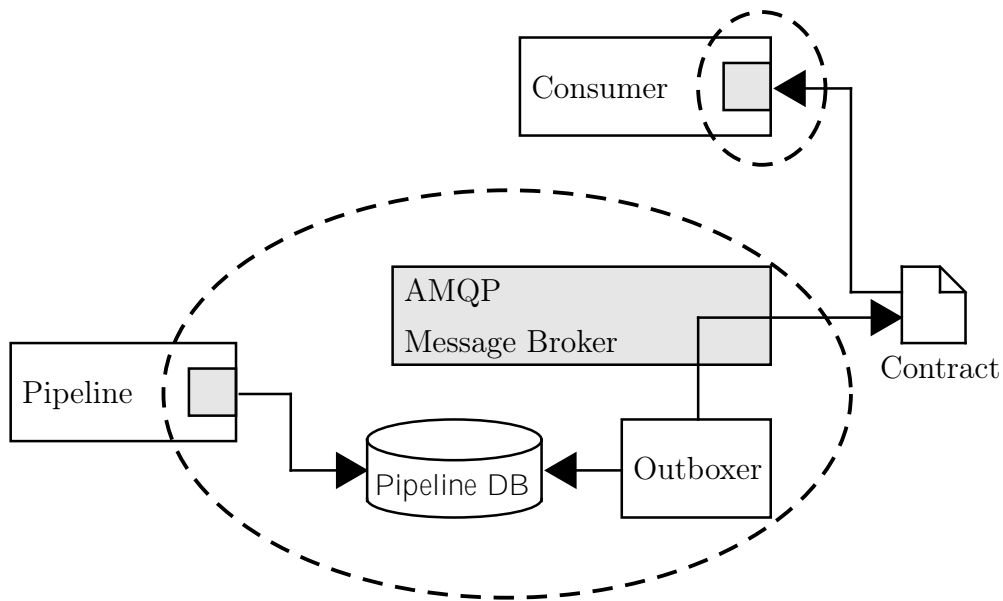 Consumer
AMQP
Message Broker
Contract
Pipeline
Pipeline DB
Outboxer